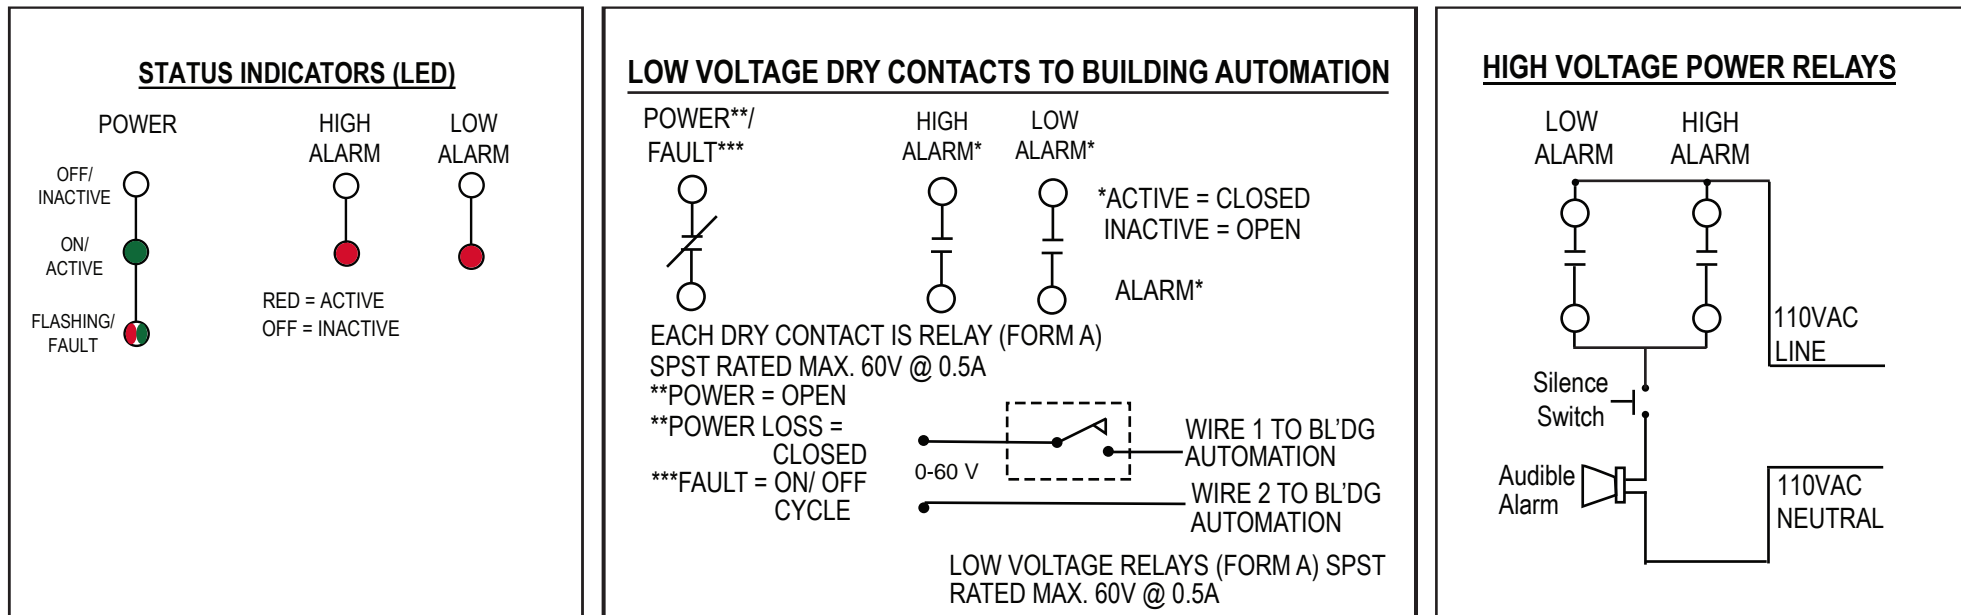 STATUS INDICATORS (LED)
POWER
HIGH
ALARM
LOW
ALARM
OFF/
INACTIVE
ON/
ACTIVE
FLASHING/
FAULT
RED = ACTIVE
OFF = INACTIVE
LOW VOLTAGE DRY CONTACTS TO BUILDING AUTOMATION
POWER**/
FAULT***
HIGH
ALARM*
LOW
ALARM*
*ACTIVE = CLOSED
INACTIVE = OPEN
ALARM*
EACH DRY CONTACT IS RELAY (FORM A)
SPST RATED MAX. 60V @ 0.5A
**POWER = OPEN
**POWER LOSS =
CLOSED
***FAULT = ON/ OFF
CYCLE
0-60 V
WIRE 1 TO BL'DG
AUTOMATION
WIRE 2 TO BL'DG
AUTOMATION
LOW VOLTAGE RELAYS (FORM A) SPST
RATED MAX. 60V @ 0.5A
HIGH VOLTAGE POWER RELAYS
LOW
ALARM
HIGH
ALARM
110VAC
LINE
Silence
Switch
Audible
Alarm
110VAC
NEUTRAL